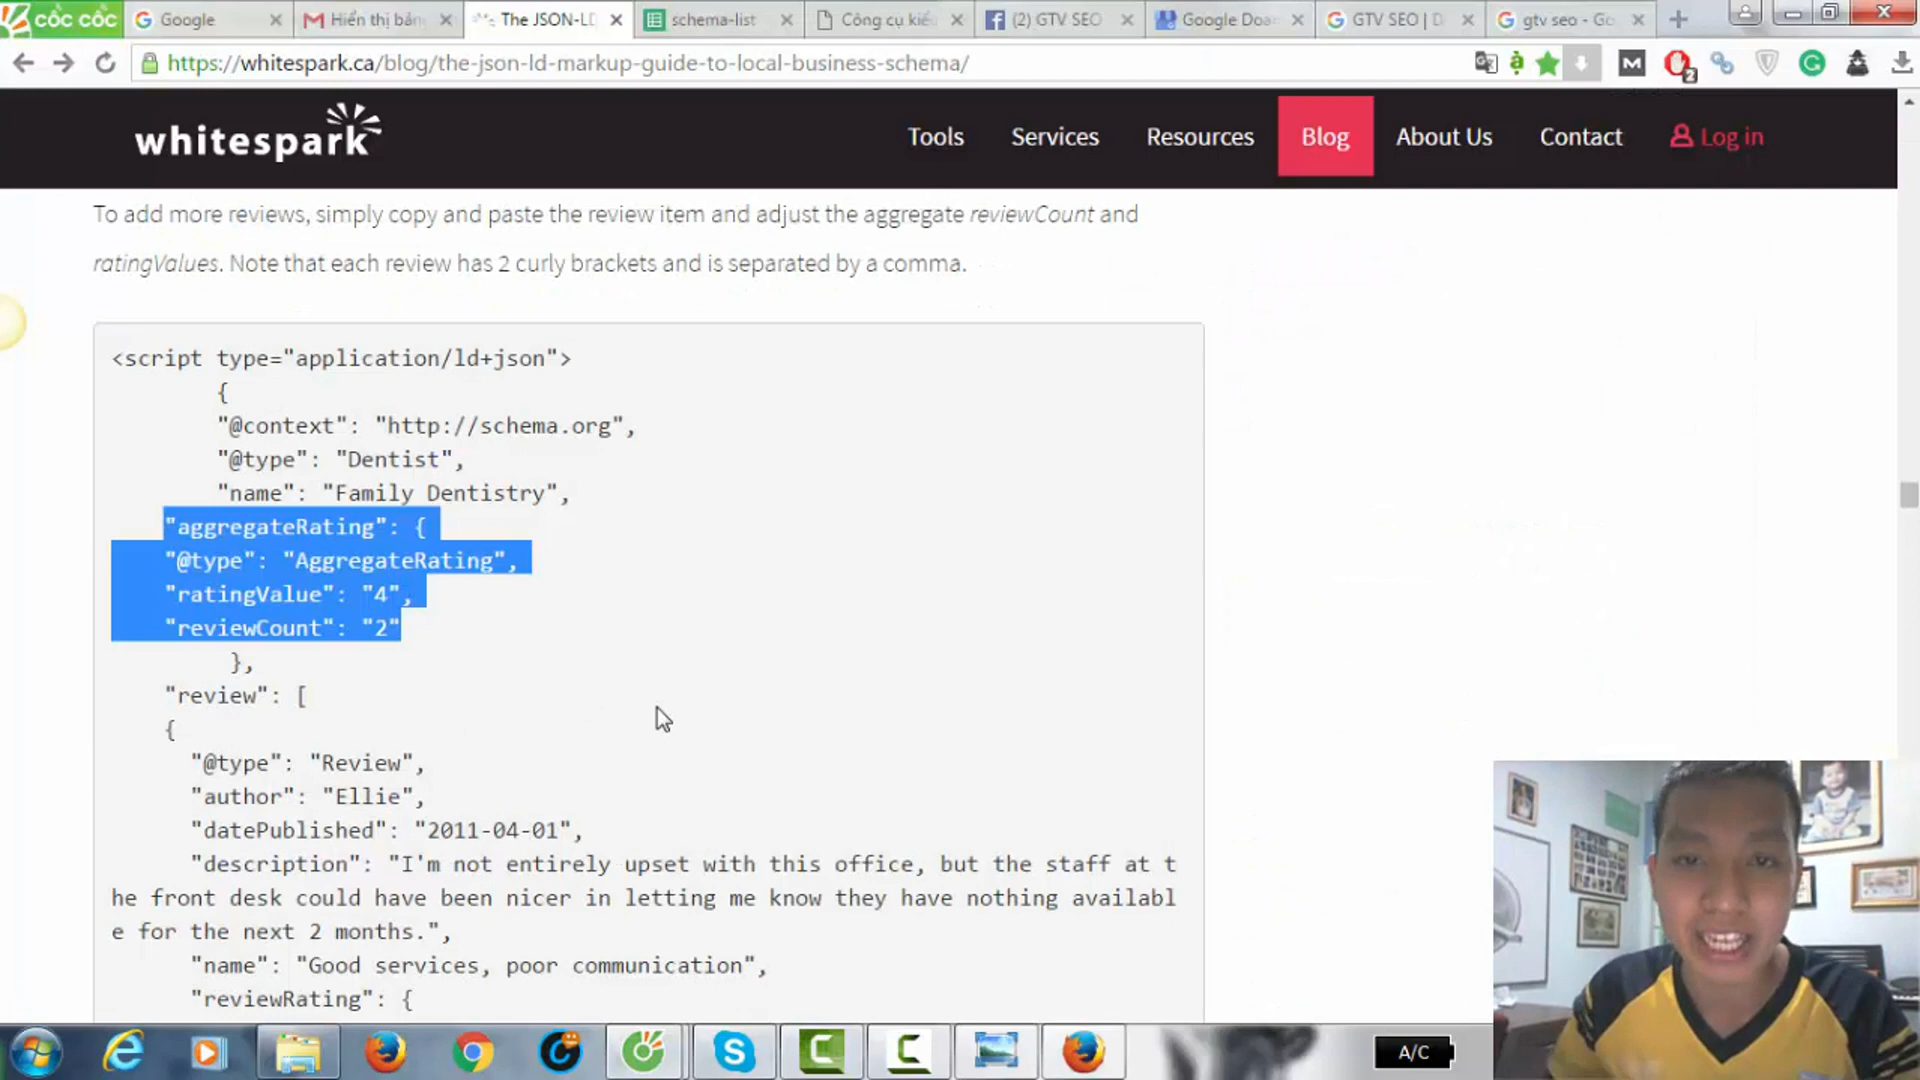 cốc cốc
Google
Hiển thị bản
The JSON-LD
schema-list
Công cụ kiể
(2) GTV SEO
Google Doa
GTV SEO | D
gtv seo - Go
https://whitespark.ca/blog/the-json-ld-markup-guide-to-local-business-schema/
2
whitespark
Tools
Services
Resources
Blog
About Us
Contact
Log in
To add more reviews, simply copy and paste the review item and adjust the aggregate reviewCount and
ratingValues. Note that each review has 2 curly brackets and is separated by a comma.
<script type="application/ld+json">
{
"@context": "http://schema.org",
"@type": "Dentist",
"name": "Family Dentistry",
"aggregateRating": {
"@type": "AggregateRating",
"ratingValue": "4",
"reviewCount": "2"
},
"review": [
{
"@type": "Review",
"author": "Ellie",
"datePublished": "2011-04-01",
"description": "I'm not entirely upset with this office, but the staff at t
he front desk could have been nicer in letting me know they have nothing availabl
e for the next 2 months.",
"name": "Good services, poor communication",
"reviewRating": {
A/C